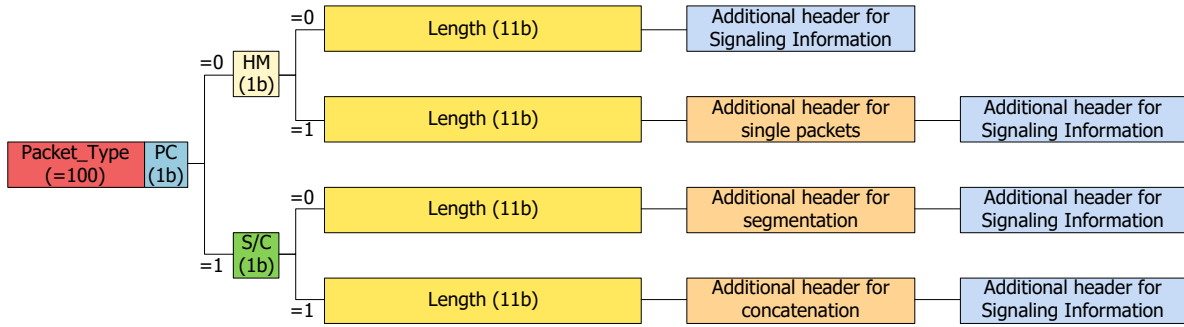 =0
Length (11b)
Additional header for
Signaling Information
=0
HM
(1b)
=1
Length (11b)
Additional header for
single packets
Additional header for
Signaling Information
Packet_Type
(=100)
PC
(1b)
=0
Length (11b)
Additional header for
segmentation
Additional header for
Signaling Information
=1
S/C
(1b)
=1
Length (11b)
Additional header for
concatenation
Additional header for
Signaling Information